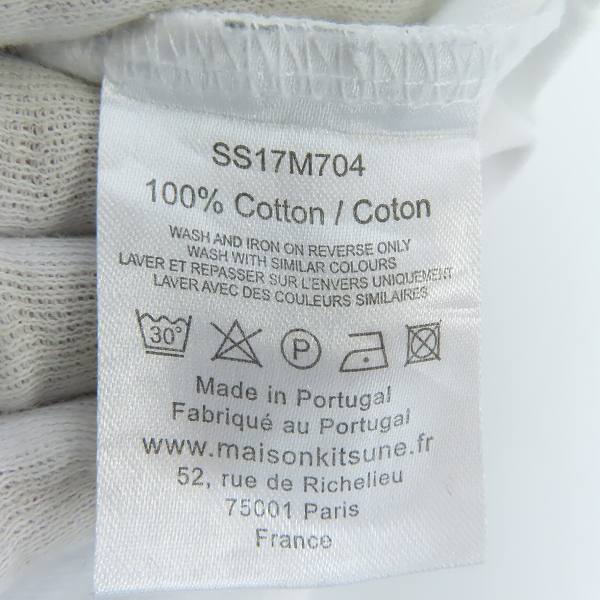 SS17M704
100% Cotton / Coton
WASH AND IRON ON REVERSE ONLY
WASH WITH SIMILAR COLOURS
LAVER ET REPASSER SUR L'ENVERS UNIQUEMENT
LAVER AVEC DES COULEURS SIMILAIRES
30° P
Made in Portugal
Fabriqué au Portugal
www.maisonkitsune.fr
52, rue de Richelieu
75001 Paris
France